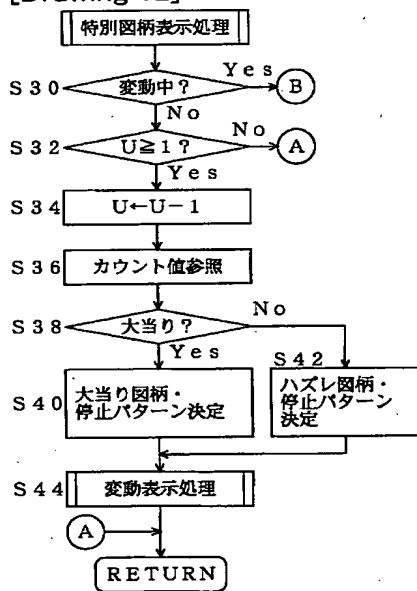 [Drawing 12]
特別図柄表示処理
S30
変動中？
Yes
B
No
S32
U≧1？
No
A
Yes
S34
U←U－1
S36
カウント値参照
S38
大当り？
No
Yes
S40
大当り図柄・
停止パターン決定
S42
ハズレ図柄・
停止パターン
決定
S44
変動表示処理
A
RETURN